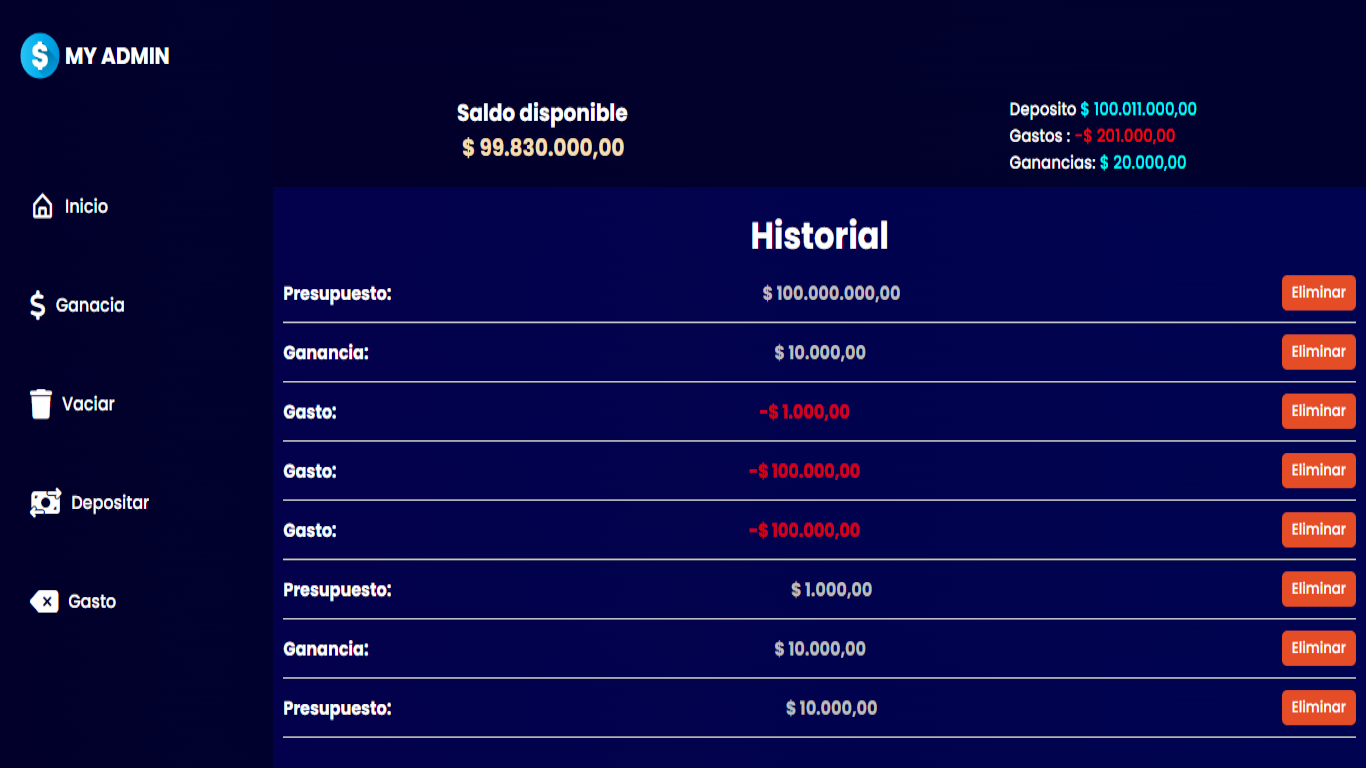 MY ADMIN
Inicio
Ganacia
Vaciar
Depositar
Gasto
Saldo disponible
$ 99.830.000,00
Deposito $ 100.011.000,00
Gastos : -$ 201.000,00
Ganancias: $ 20.000,00
Historial
Presupuesto: $ 100.000.000,00 Eliminar
Ganancia: $ 10.000,00 Eliminar
Gasto: -$ 1.000,00 Eliminar
Gasto: -$ 100.000,00 Eliminar
Gasto: -$ 100.000,00 Eliminar
Presupuesto: $ 1.000,00 Eliminar
Ganancia: $ 10.000,00 Eliminar
Presupuesto: $ 10.000,00 Eliminar